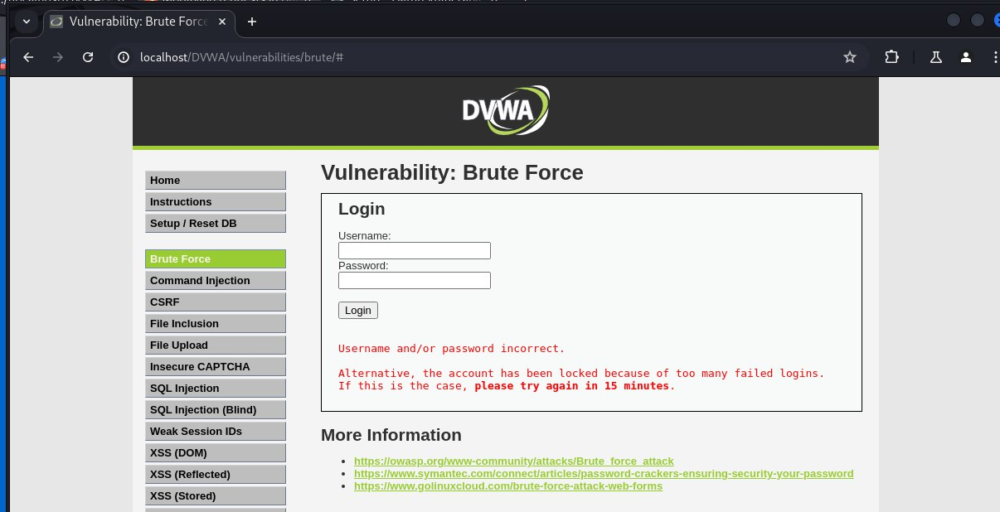 Vulnerability: Brute Force
localhost/DVWA/vulnerabilities/brute/#
DVWA
Home
Instructions
Setup / Reset DB
Brute Force
Command Injection
CSRF
File Inclusion
File Upload
Insecure CAPTCHA
SQL Injection
SQL Injection (Blind)
Weak Session IDs
XSS (DOM)
XSS (Reflected)
XSS (Stored)
Vulnerability: Brute Force
Login
Username:
Password:
Login
Username and/or password incorrect.
Alternative, the account has been locked because of too many failed logins.
If this is the case, please try again in 15 minutes.
More Information
https://owasp.org/www-community/attacks/Brute_force_attack
https://www.symantec.com/connect/articles/password-crackers-ensuring-security-your-password
https://www.golinuxcloud.com/brute-force-attack-web-forms